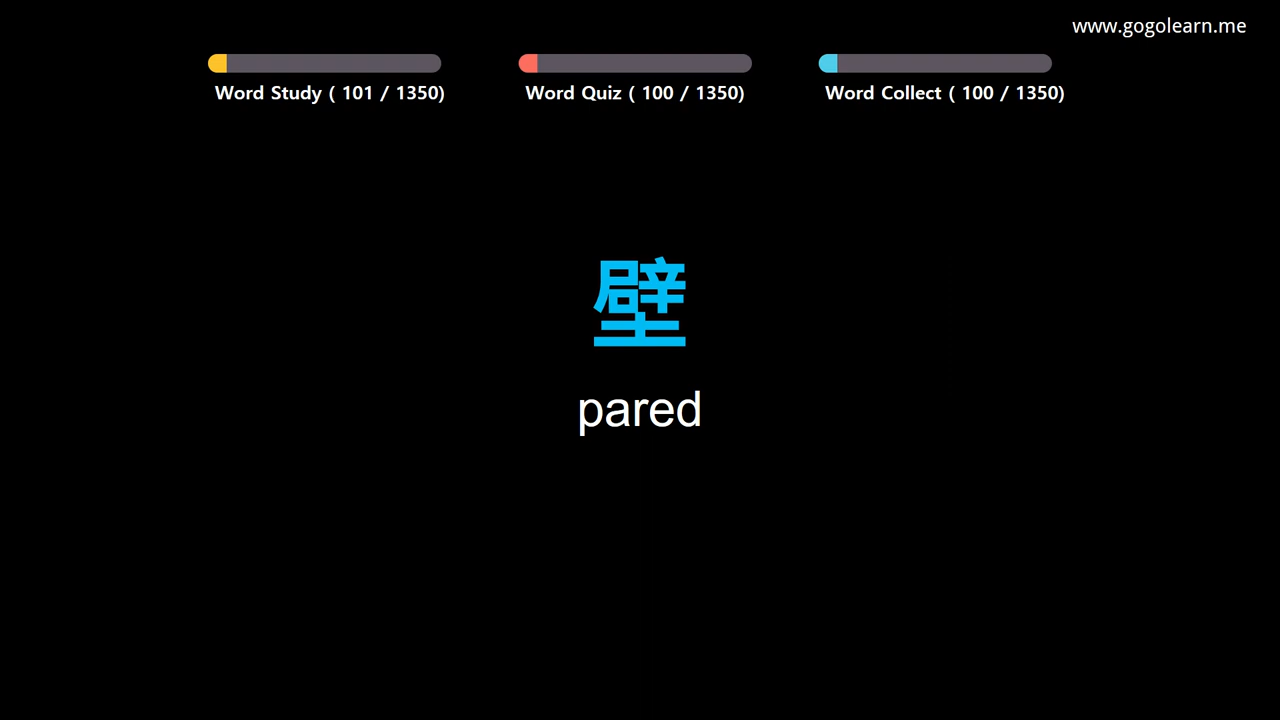 www.gogolearn.me
Word Study ( 101 / 1350)
Word Quiz ( 100 / 1350)
Word Collect ( 100 / 1350)
壁
pared